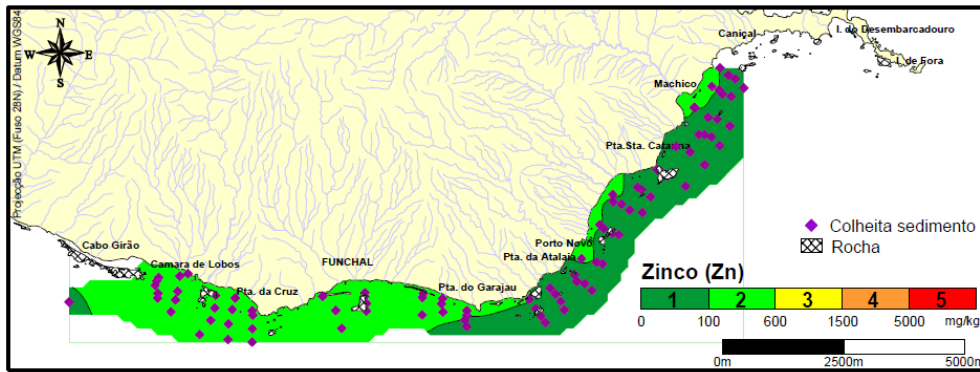 Projecção UTM (Fuso 28N) / Datum WGS84
N
W E
S
Caniçal
I. do Desembarcadouro
I. de Fora
Machico
Pta.Sta. Catarina
Porto Novo
Pta. da Atalaia
Cabo Girão
Camara de Lobos
FUNCHAL
Pta. da Cruz
Pta. do Garajau
Colheita sedimento
Rocha
Zinco (Zn)
1 2 3 4 5
0 100 600 1500 5000 mg/kg
0m 2500m 5000m